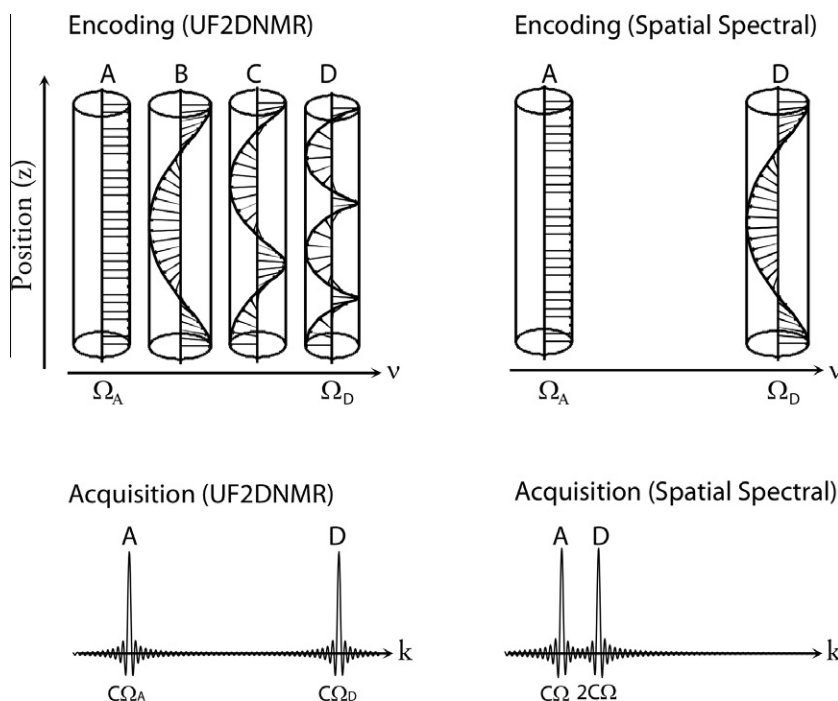 Encoding (UF2DNMR)
Encoding (Spatial Spectral)
A B C D
A D
Position (z)
Ω_A Ω_D ν
Ω_A Ω_D ν
Acquisition (UF2DNMR)
Acquisition (Spatial Spectral)
A D
A D
k
k
CΩ_A CΩ_D
CΩ 2CΩ